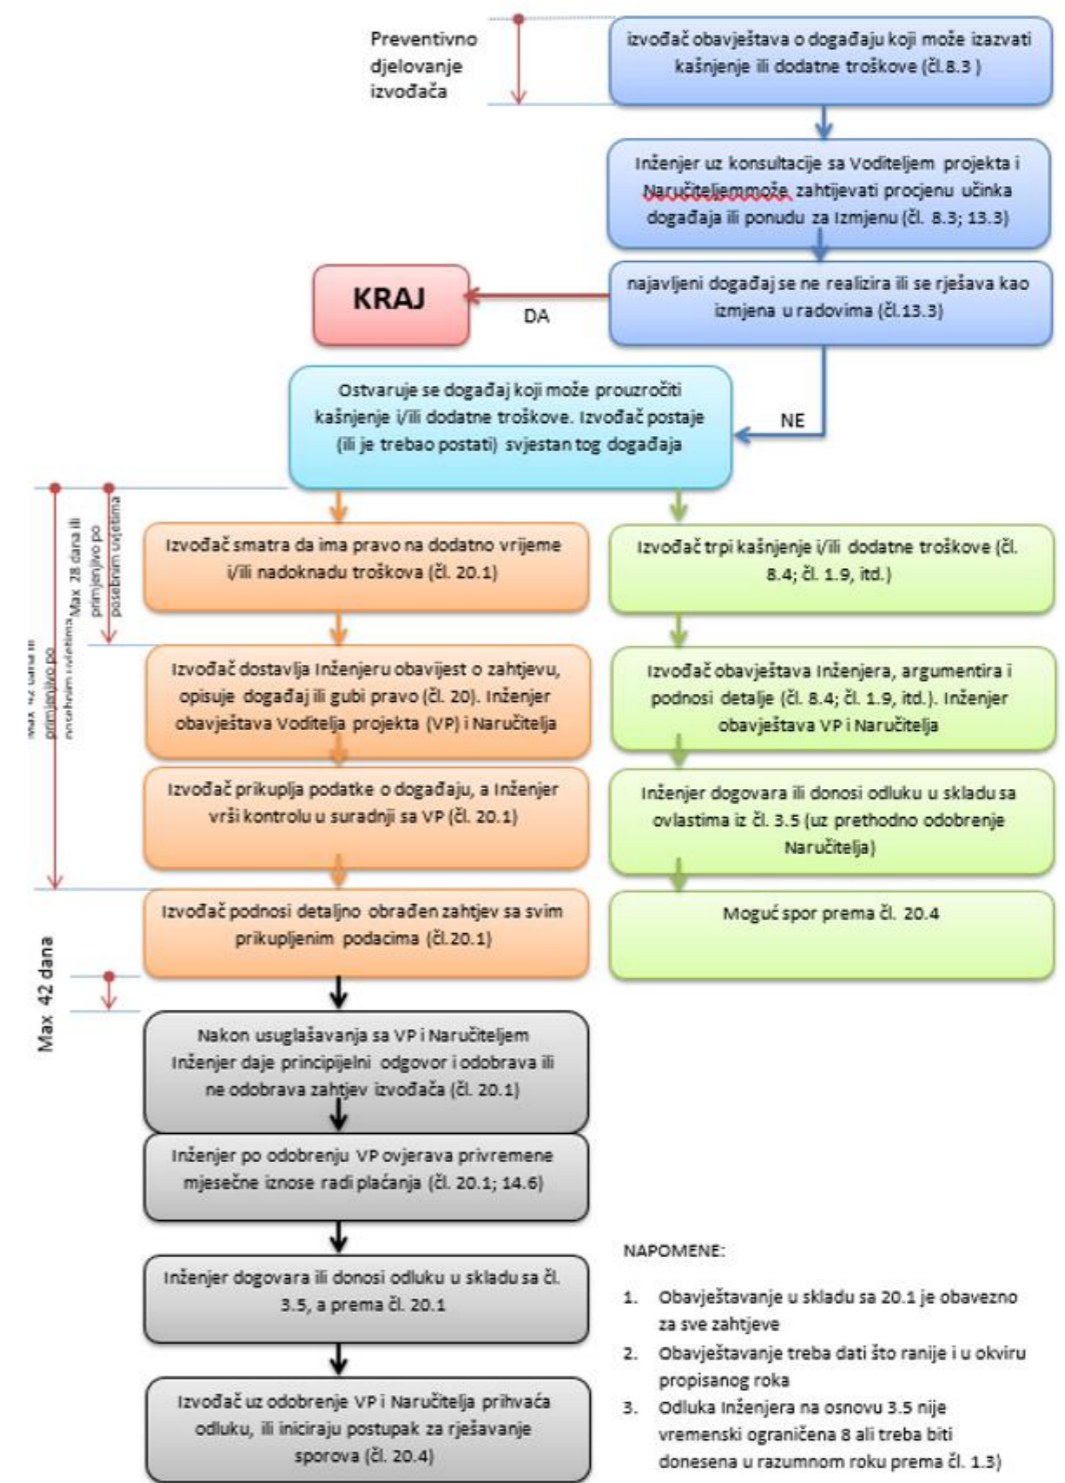 Preventivno
djelovanje
izvođača
izvođač obavještava o događaju koji može izazvati
kašnjenje ili dodatne troškove (čl.8.3 )
Inženjer uz konsultacije sa Voditeljem projekta i
Naručiteljemmože zahtijevati procjenu učinka
događaja ili ponudu za Izmjenu (čl. 8.3; 13.3)
najavljeni događaj se ne realizira ili se rješava kao
izmjena u radovima (čl.13.3)
DA
KRAJ
NE
Ostvaruje se događaj koji može prouzročiti
kašnjenje i/ili dodatne troškove. Izvođač postaje
(ili je trebao postati) svjestan tog događaja
Max 28 dana ili
primjenjivo po
posebnim uvjetima
Max 42 dana ili
primjenjivo po
posebnim uvjetima
Izvođač smatra da ima pravo na dodatno vrijeme
i/ili nadoknadu troškova (čl. 20.1)
Izvođač dostavlja Inženjeru obavijest o zahtjevu,
opisuje događaj ili gubi pravo (čl. 20). Inženjer
obavještava Voditelja projekta (VP) i Naručitelja
Izvođač prikuplja podatke o događaju, a Inženjer
vrši kontrolu u suradnji sa VP (čl. 20.1)
Izvođač podnosi detaljno obrađen zahtjev sa svim
prikupljenim podacima (čl.20.1)
Izvođač trpi kašnjenje i/ili dodatne troškove (čl.
8.4; čl. 1.9, itd.)
Izvođač obavještava Inženjera, argumentira i
podnosi detalje (čl. 8.4; čl. 1.9, itd.). Inženjer
obavještava VP i Naručitelja
Inženjer dogovara ili donosi odluku u skladu sa
ovlastima iz čl. 3.5 (uz prethodno odobrenje
Naručitelja)
Moguć spor prema čl. 20.4
Max 42 dana
Nakon usuglašavanja sa VP i Naručiteljem
Inženjer daje principijelni odgovor i odobrava ili
ne odobrava zahtjev izvođača (čl. 20.1)
Inženjer po odobrenju VP ovjerava privremene
mjesečne iznose radi plaćanja (čl. 20.1; 14.6)
Inženjer dogovara ili donosi odluku u skladu sa čl.
3.5, a prema čl. 20.1
Izvođač uz odobrenje VP i Naručitelja prihvaća
odluku, ili iniciraju postupak za rješavanje
sporova (čl. 20.4)
NAPOMENE:
1. Obavještavanje u skladu sa 20.1 je obavezno
za sve zahtjeve
2. Obavještavanje treba dati što ranije i u okviru
propisanog roka
3. Odluka Inženjera na osnovu 3.5 nije
vremenski ograničena 8 ali treba biti
donesena u razumnom roku prema čl. 1.3)